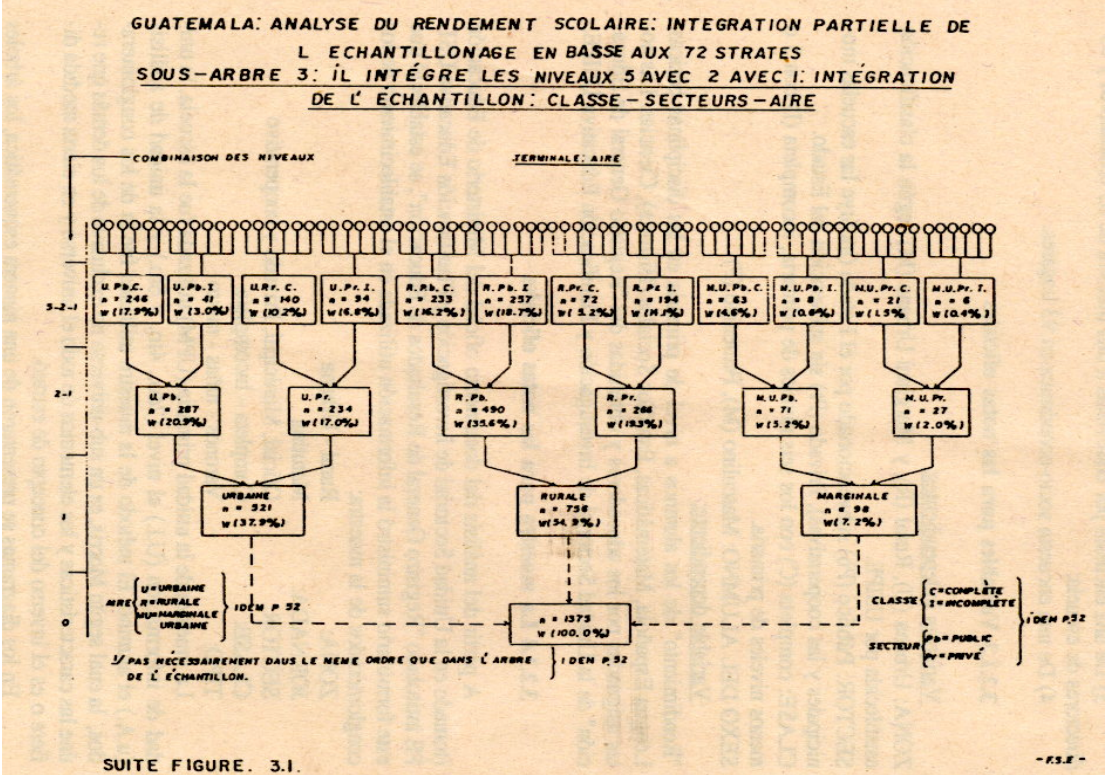 GUATEMALA: ANALYSE DU RENDEMENT SCOLAIRE: INTEGRATION PARTIELLE DE
L ECHANTILLONAGE EN BASSE AUX 72 STRATES
SOUS-ARBRE 3: IL INTÉGRE LES NIVEAUX 5 AVEC 2 AVEC I: INTÉGRATION
DE L' ÉCHANTILLON: CLASSE-SECTEURS-AIRE
COMBINAISON DES NIVEAUX
TERMINALE: AIRE
5-2-1
U. Pb.C. n = 246 W (17.9%)
U. Pb. I n = 41 W (3.0%)
U. Rr. C. n = 140 W (10.2%)
U. Pr. I. n = 94 W (6.8%)
R. Pb. C. n = 233 W (16.2%)
R. Pb. I n = 257 W (18.7%)
R. Pr. C. n = 72 W (5.2%)
R. Pr. I n = 194 W (14.1%)
M.U. Pb. C. n = 63 W (4.6%)
M.U. Pb. I. n = 8 W (0.6%)
M.U. Pr. C n = 21 W (1.5%
M.U. Pr. I. n = 6 W (0.4%)
2-1
U. Pb. n = 287 W (20.9%)
U. Pr. n = 234 W (17.0%)
R. Pb. n = 490 W (35.6%)
R. Pr. n = 266 W (19.3%)
M.U. Pb. n = 71 W (5.2%)
M.U. Pr. n = 27 W (2.0%)
1
URBAINE n = 521 W (37.9%)
RURALE n = 756 W (54.9%)
MARGINALE n = 98 W (7.2%)
0
n = 1375
W (100.0%)
AIRE
U=URBAINE
R=RURALE
MU=MARGINALE
URBAINE
IDEM P 52
CLASSE
C=COMPLÈTE
I=INCOMPLÈTE
SECTEUR
Pb=PUBLIC
Pr=PRIVÉ
IDEM P.52
1/ PAS NÉCESSAIREMENT DAUS LE MEME ORDRE QUE DANS L'ARBRE
DE L'ÉCHANTILLON.
IDEM P.52
SUITE FIGURE. 3.1.
- F.S.E -